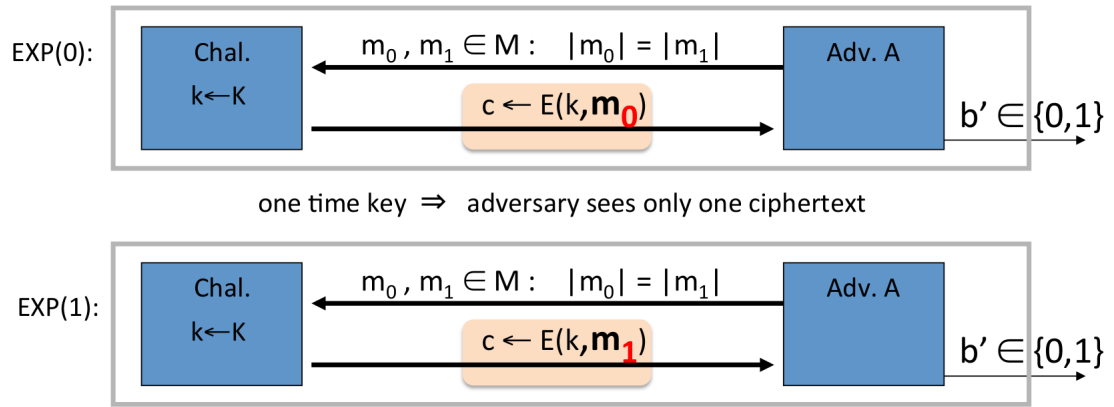 EXP(0):
Chal.
k←K
m₀ , m₁ ∈ M :   |m₀| = |m₁|
c ← E(k,m₀)
Adv. A
b’ ∈ {0,1}
one time key ⇒ adversary sees only one ciphertext
EXP(1):
Chal.
k←K
m₀ , m₁ ∈ M :   |m₀| = |m₁|
c ← E(k,m₁)
Adv. A
b’ ∈ {0,1}